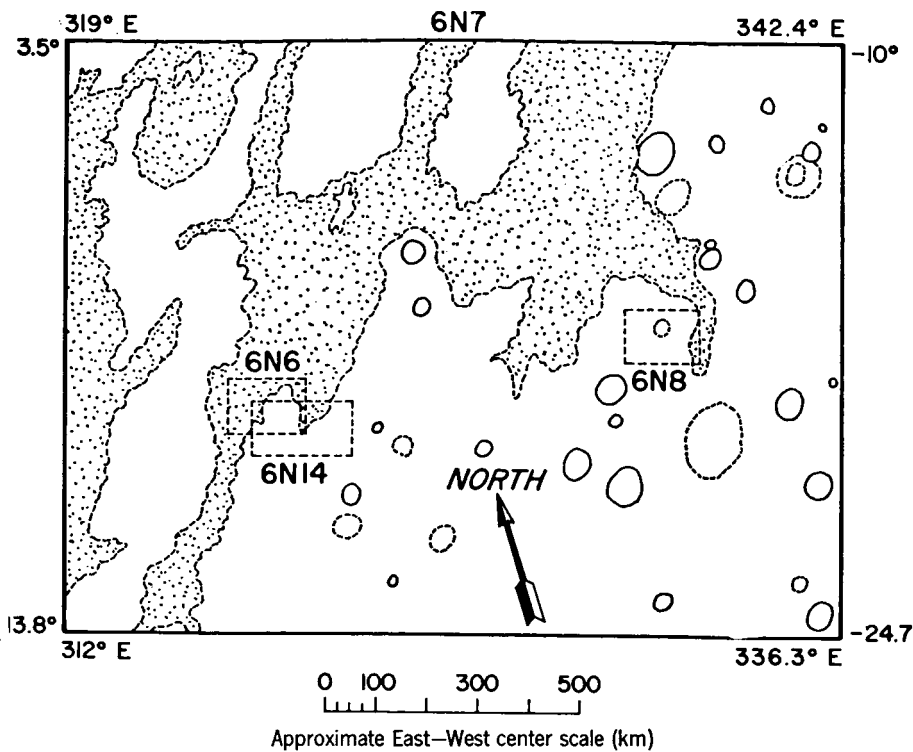 319° E 6N7 342.4° E
3.5° -10°
6N6
6N8
6N14
NORTH
13.8° -24.7
312° E 336.3° E
0 100 300 500
Approximate East-West center scale (km)